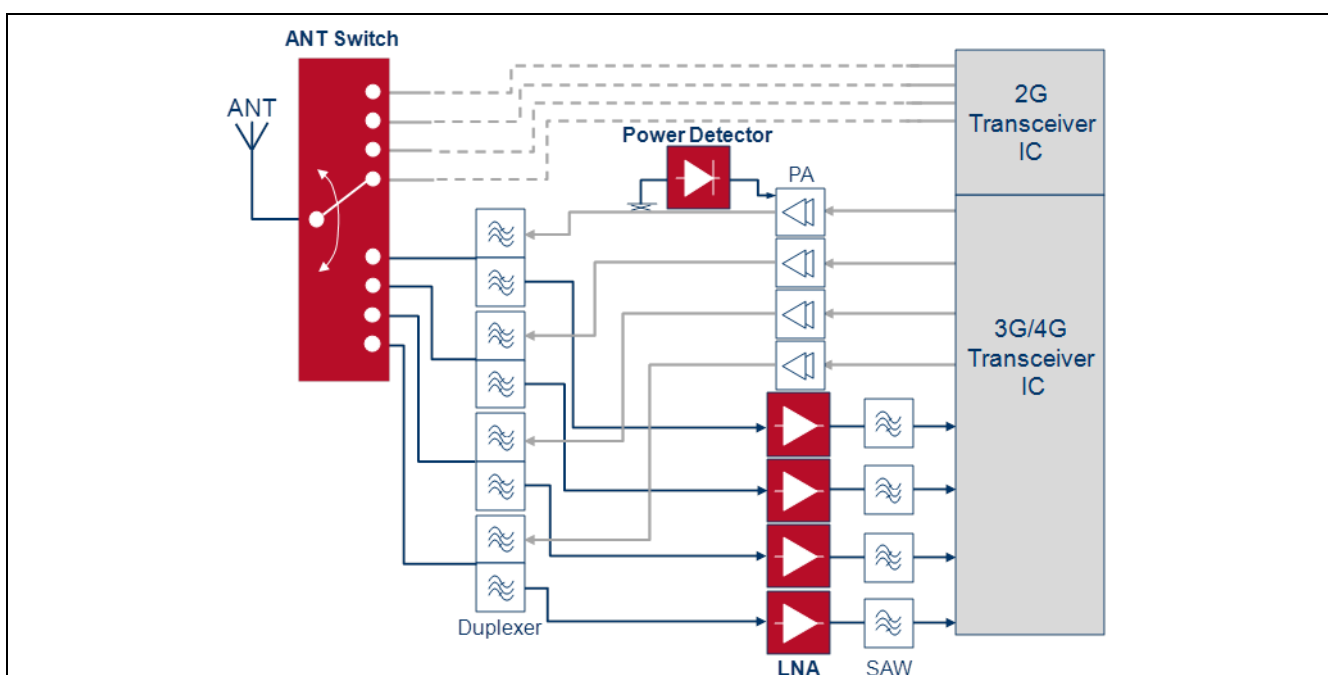 ANT Switch
ANT
2G
Transceiver
IC
Power Detector
PA
3G/4G
Transceiver
IC
Duplexer
LNA
SAW